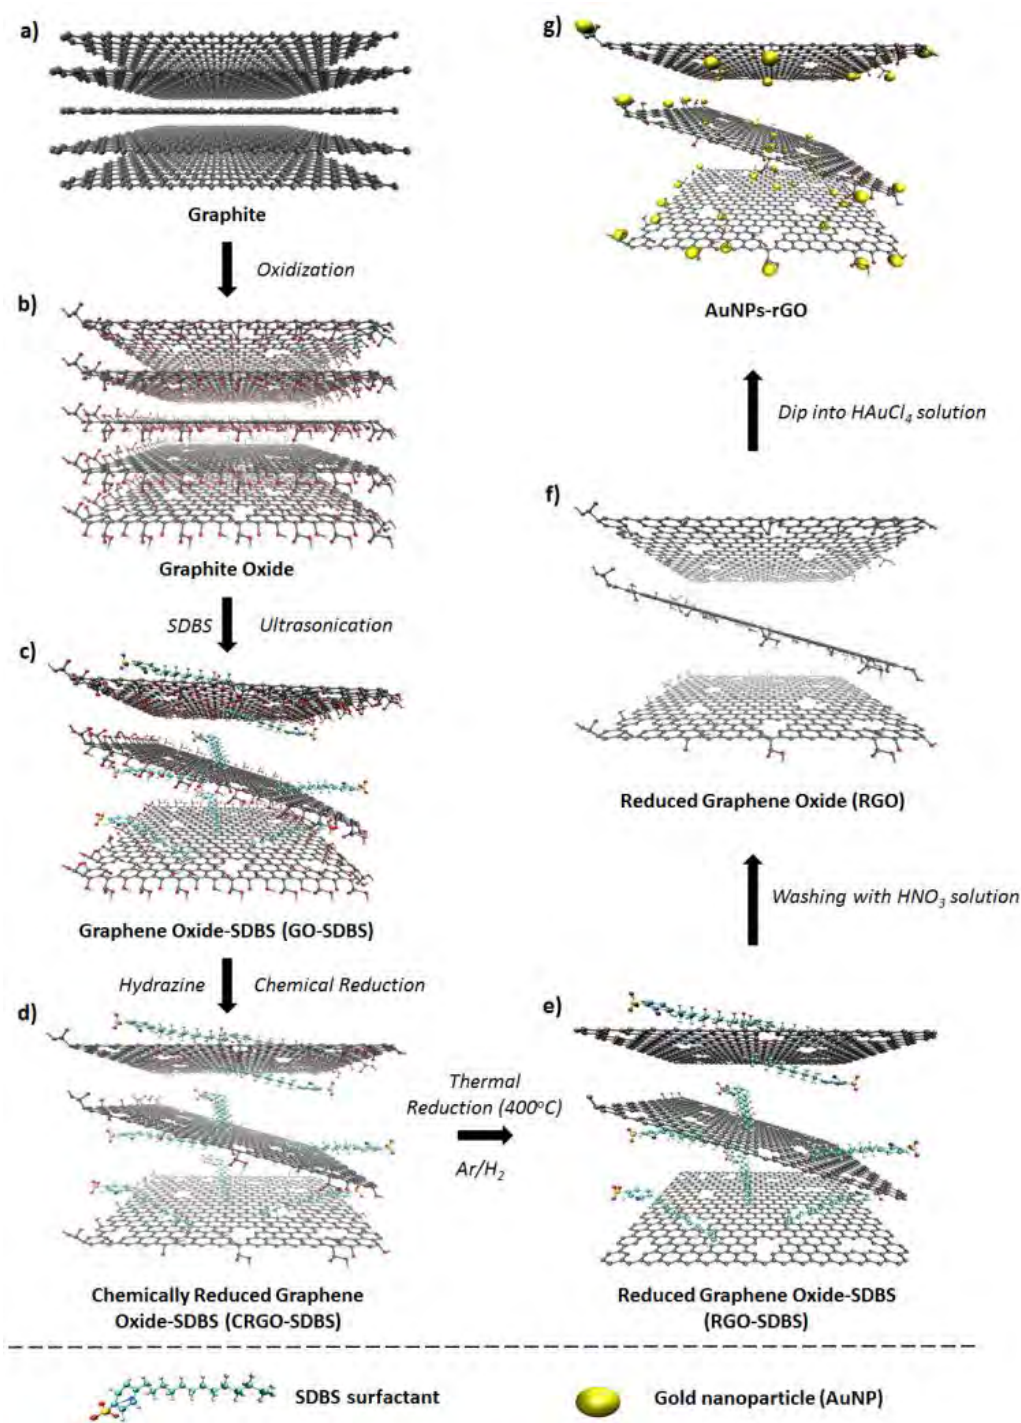 a)
Graphite
Oxidization
b)
Graphite Oxide
SDBS Ultrasonication
c)
Graphene Oxide-SDBS (GO-SDBS)
Hydrazine Chemical Reduction
d)
Chemically Reduced Graphene
Oxide-SDBS (CRGO-SDBS)
Thermal
Reduction (400°C)
Ar/H₂
e)
Reduced Graphene Oxide-SDBS
(RGO-SDBS)
Washing with HNO₃ solution
f)
Reduced Graphene Oxide (RGO)
Dip into HAuCl₄ solution
g)
AuNPs-rGO
SDBS surfactant
Gold nanoparticle (AuNP)